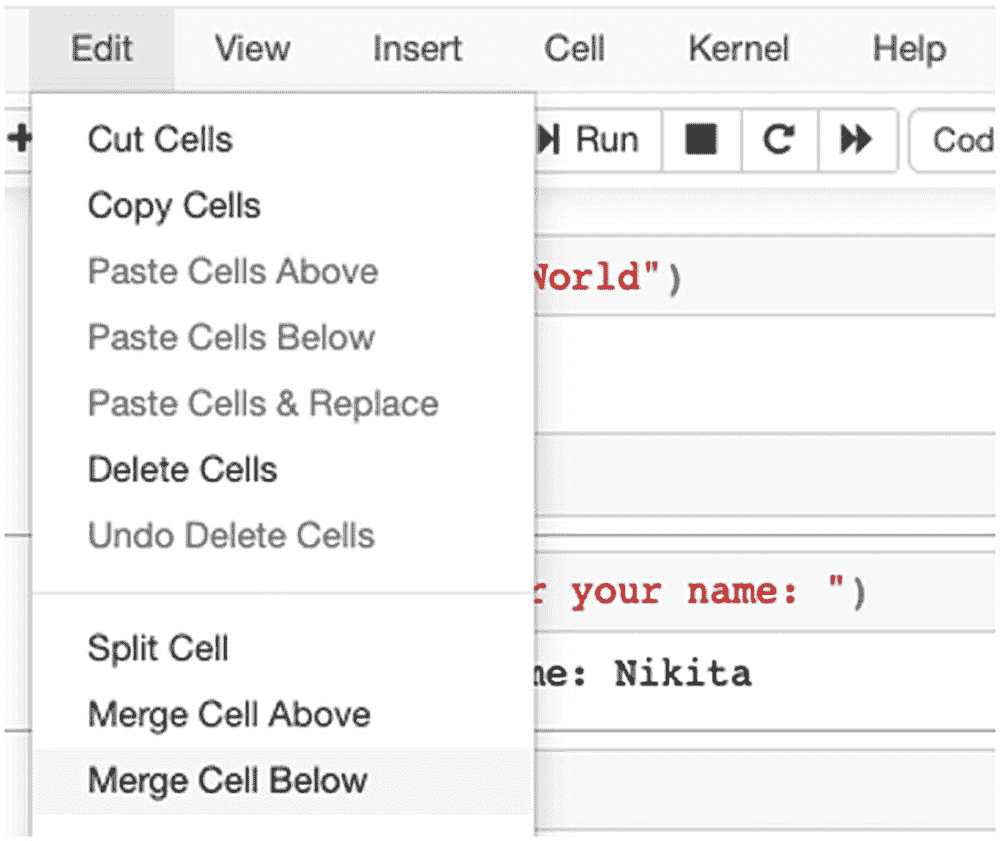 Edit View Insert Cell Kernel Help
Run Cod
Cut Cells
Copy Cells
Paste Cells Above
World")
Paste Cells Below
Paste Cells & Replace
Delete Cells
Undo Delete Cells
r your name: ")
Split Cell
me: Nikita
Merge Cell Above
Merge Cell Below